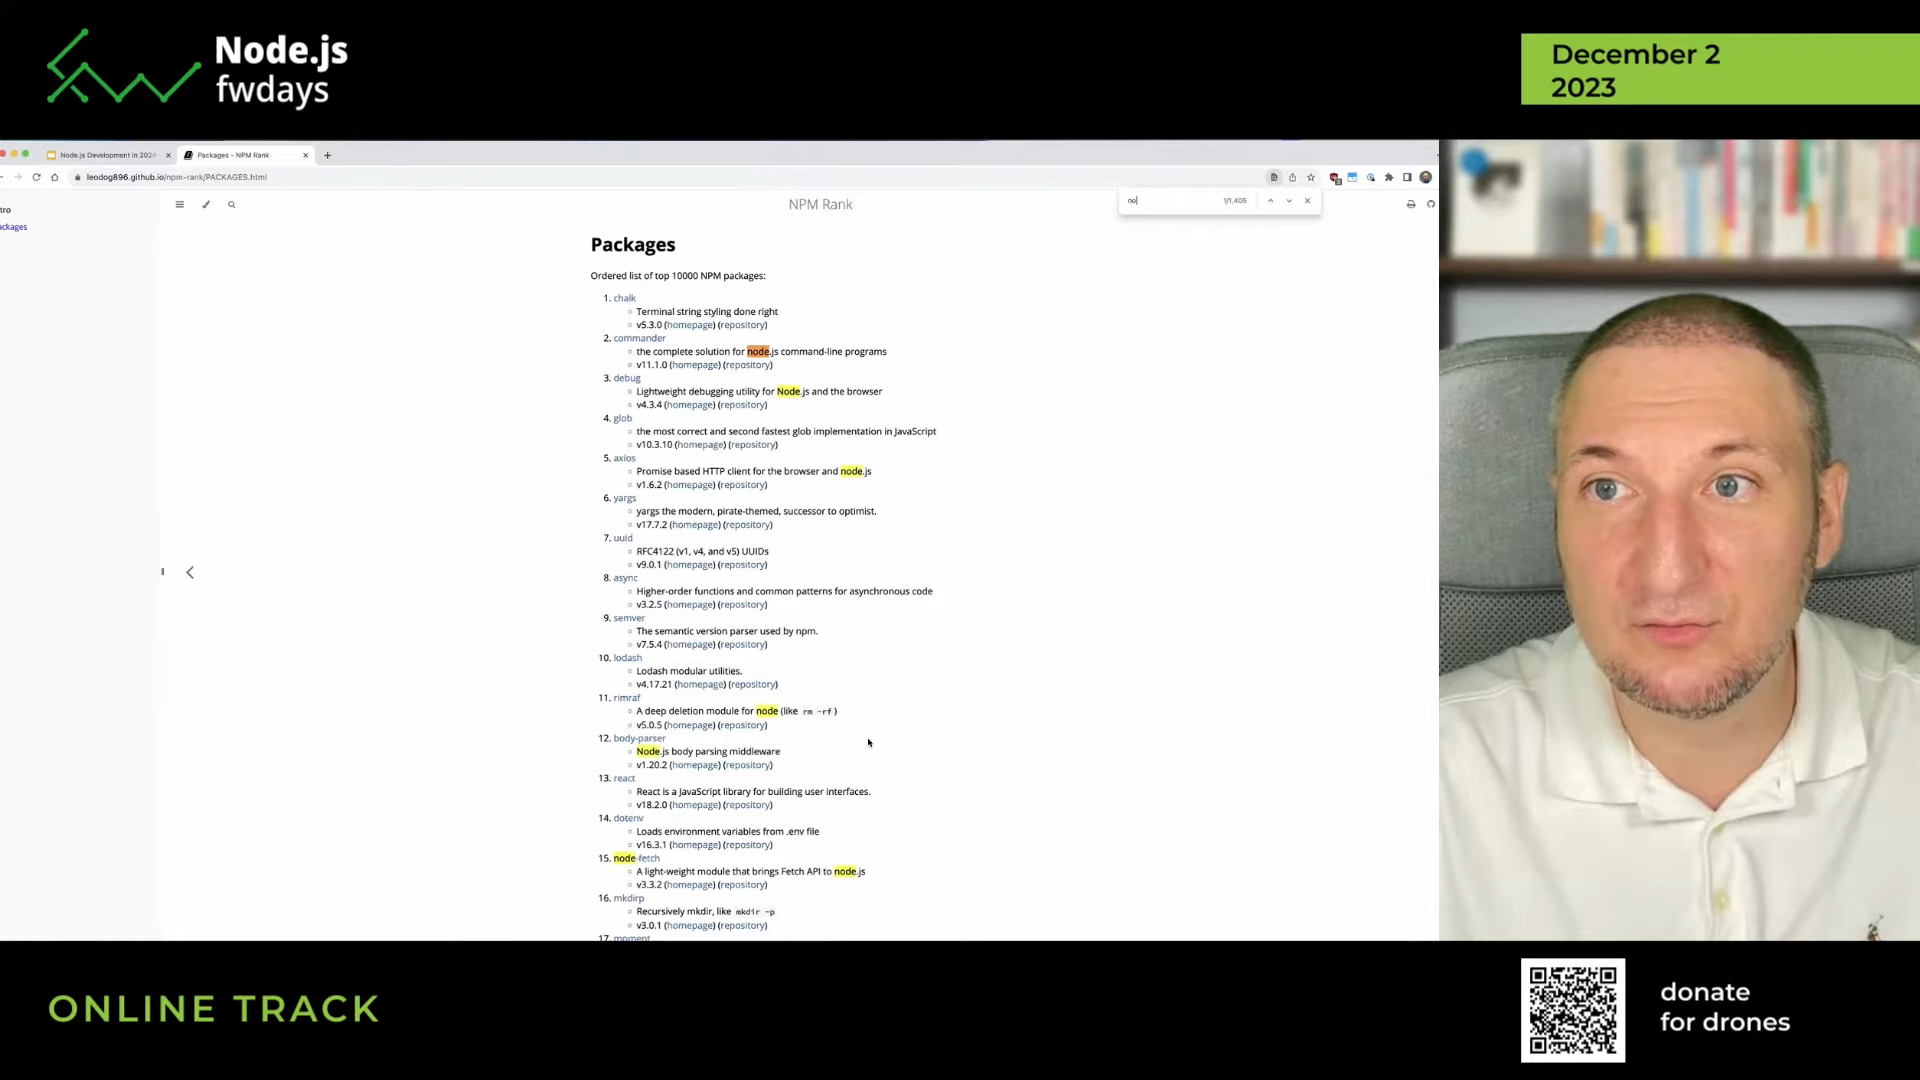 Node.js
fwdays
December 2
2023
Node.js Development in 2024
Packages - NPM Rank
leodog896.github.io/npm-rank/PACKAGES.html
tro
ackages
NPM Rank
no
1/1,405
Packages
Ordered list of top 10000 NPM packages:
1. chalk
Terminal string styling done right
v5.3.0 (homepage) (repository)
2. commander
the complete solution for node.js command-line programs
v11.1.0 (homepage) (repository)
3. debug
Lightweight debugging utility for Node.js and the browser
v4.3.4 (homepage) (repository)
4. glob
the most correct and second fastest glob implementation in JavaScript
v10.3.10 (homepage) (repository)
5. axios
Promise based HTTP client for the browser and node.js
v1.6.2 (homepage) (repository)
6. yargs
yargs the modern, pirate-themed, successor to optimist.
v17.7.2 (homepage) (repository)
7. uuid
RFC4122 (v1, v4, and v5) UUIDs
v9.0.1 (homepage) (repository)
8. async
Higher-order functions and common patterns for asynchronous code
v3.2.5 (homepage) (repository)
9. semver
The semantic version parser used by npm.
v7.5.4 (homepage) (repository)
10. lodash
Lodash modular utilities.
v4.17.21 (homepage) (repository)
11. rimraf
A deep deletion module for node (like rm -rf )
v5.0.5 (homepage) (repository)
12. body-parser
Node.js body parsing middleware
v1.20.2 (homepage) (repository)
13. react
React is a JavaScript library for building user interfaces.
v18.2.0 (homepage) (repository)
14. dotenv
Loads environment variables from .env file
v16.3.1 (homepage) (repository)
15. node-fetch
A light-weight module that brings Fetch API to node.js
v3.3.2 (homepage) (repository)
16. mkdirp
Recursively mkdir, like mkdir -p
v3.0.1 (homepage) (repository)
17. moment
ONLINE TRACK
donate
for drones